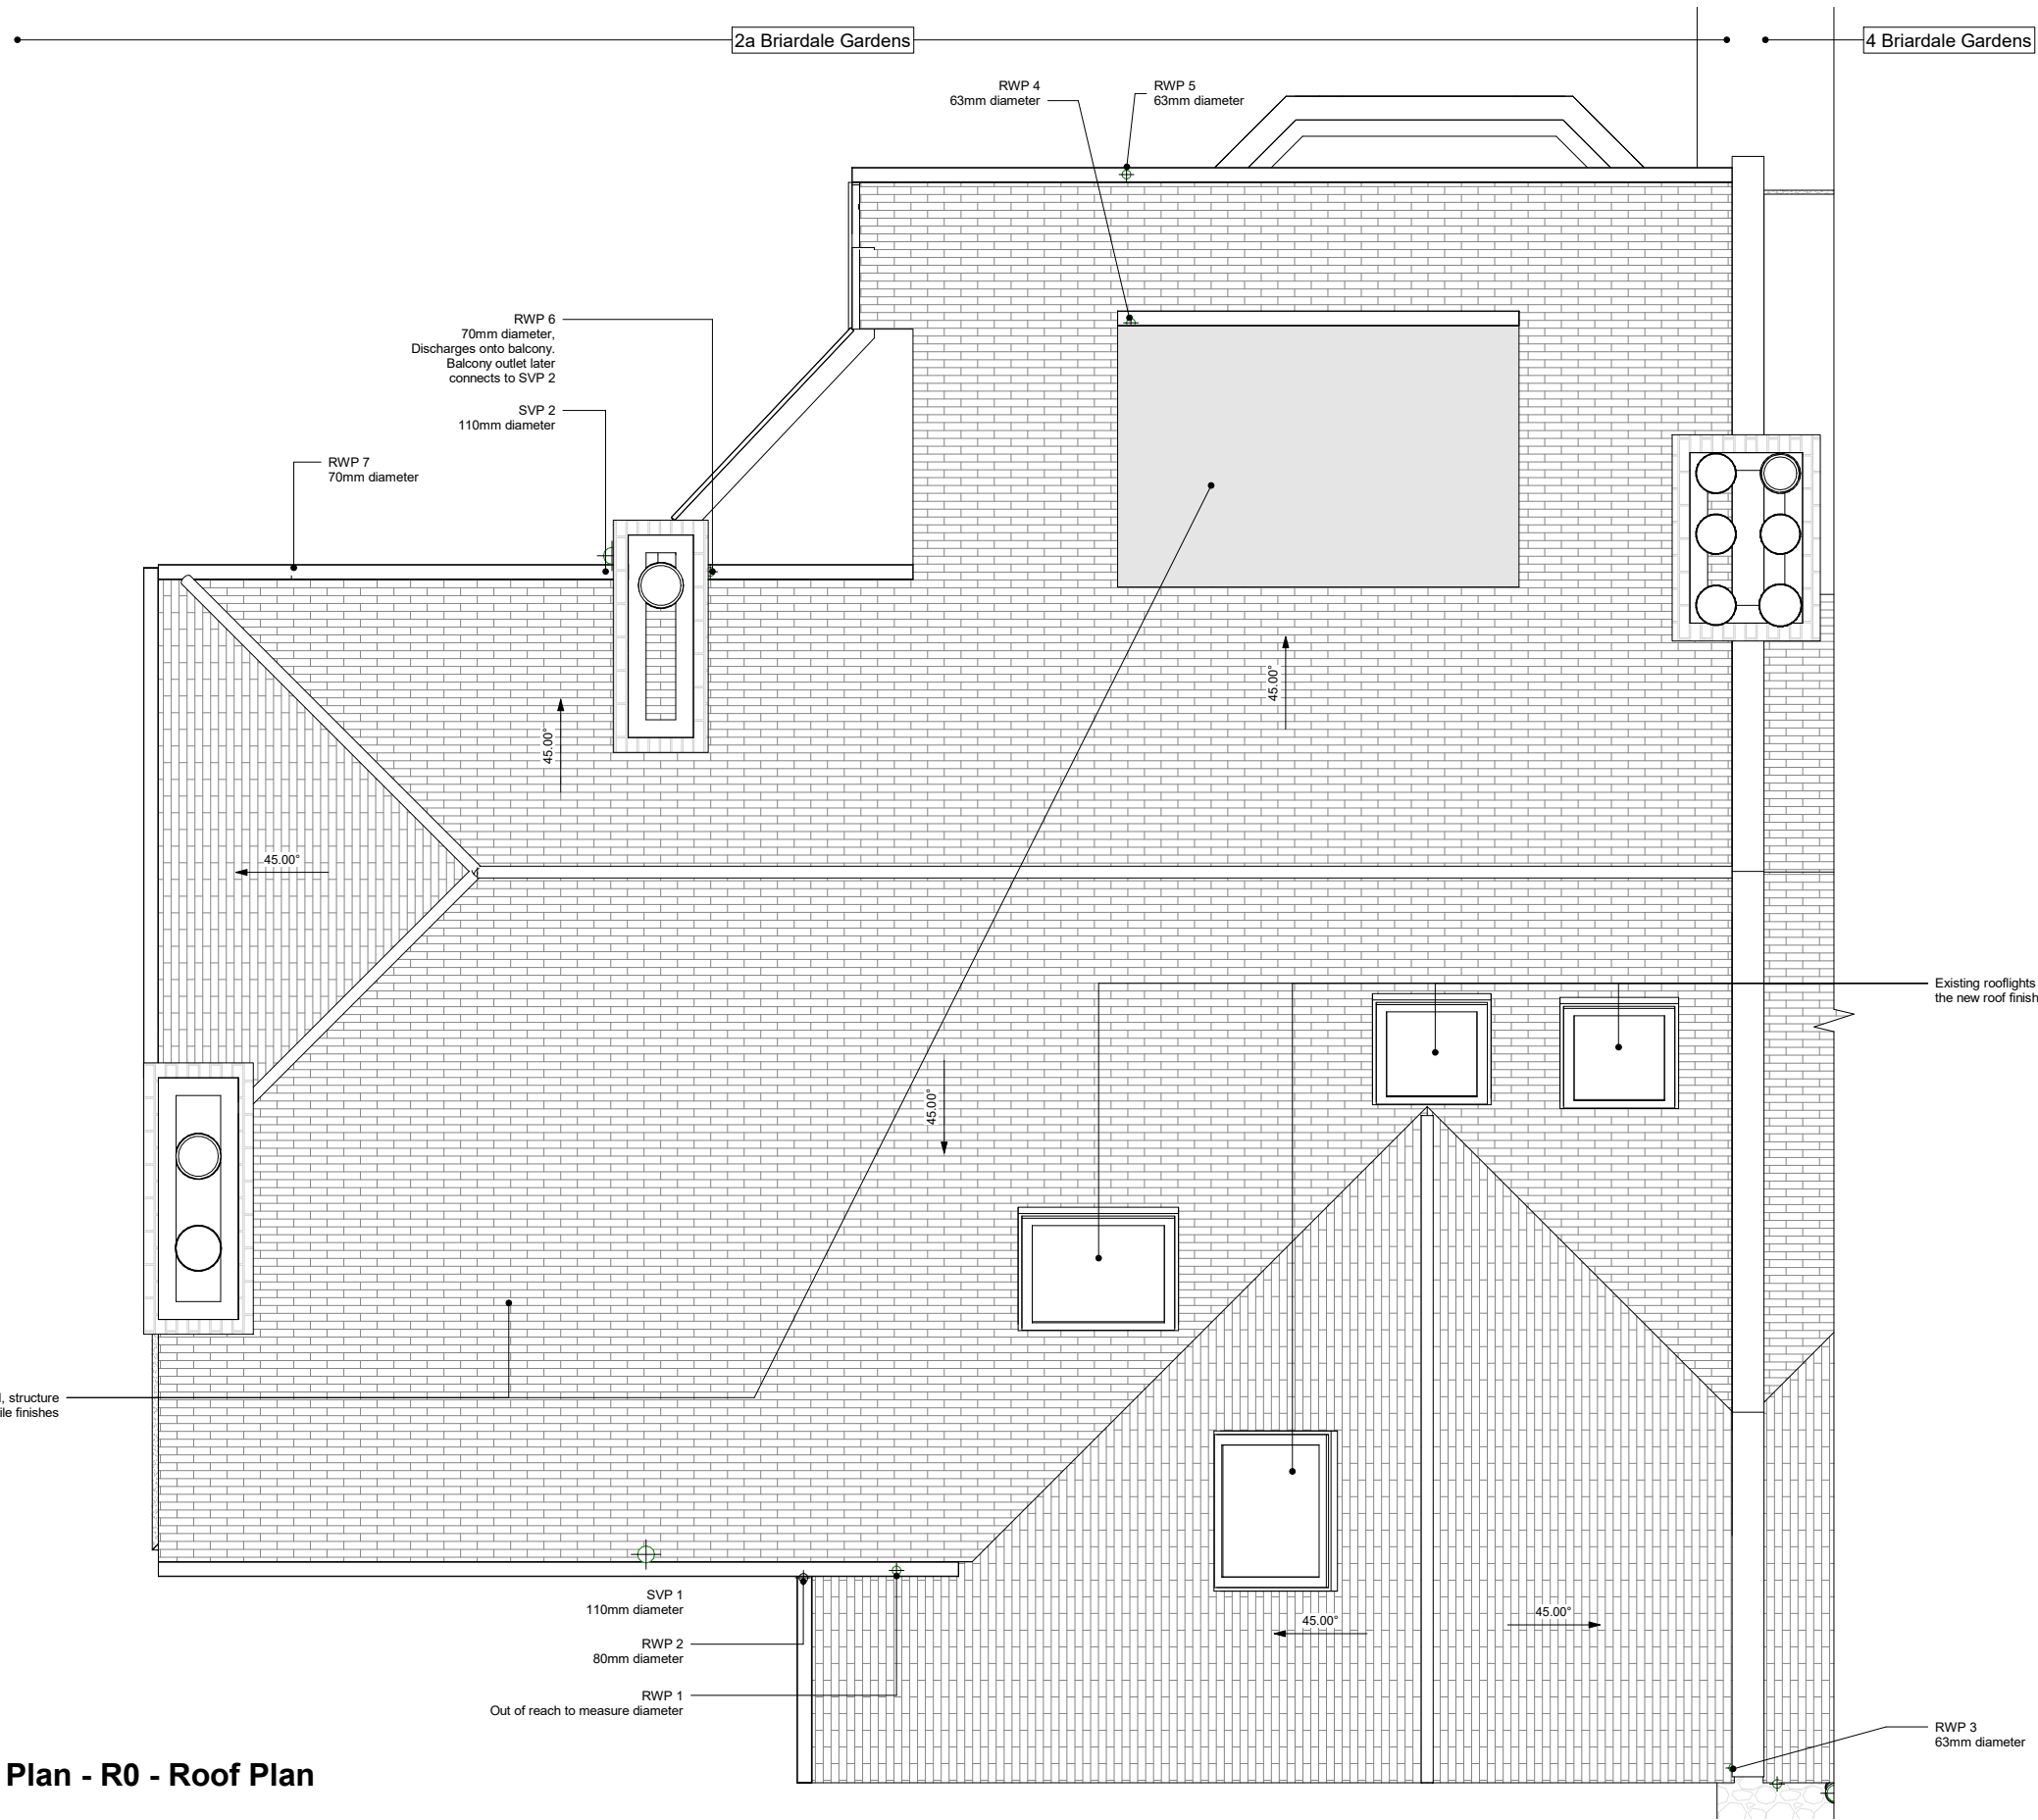 2a Briardale Gardens
4 Briardale Gardens
RWP 4
63mm diameter
RWP 5
63mm diameter
RWP 6
70mm diameter,
Discharges onto balcony.
Balcony outlet later
connects to SVP 2
SVP 2
110mm diameter
RWP 7
70mm diameter
45.00°
45.00°
45.00°
Existing rooflights
the new roof finish
45.00°
structure
finishes
SVP 1
110mm diameter
45.00°
45.00°
RWP 2
80mm diameter
RWP 1
Out of reach to measure diameter
RWP 3
63mm diameter
Plan - R0 - Roof Plan